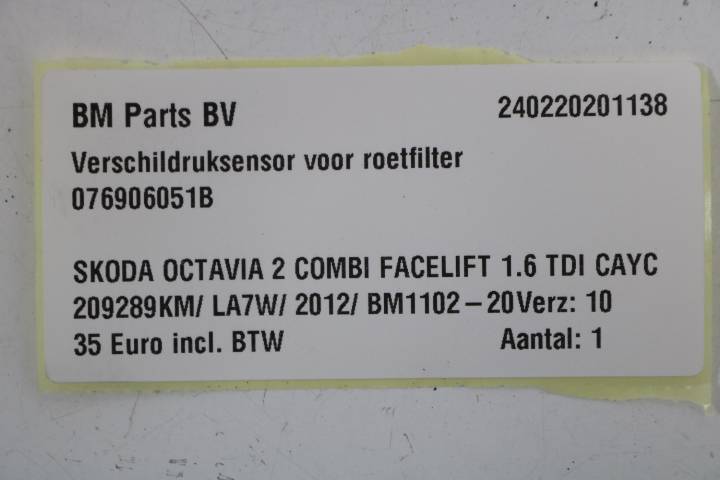 BM Parts BV 240220201138
Verschildruksensor voor roetfilter
076906051B
SKODA OCTAVIA 2 COMBI FACELIFT 1.6 TDI CAYC
209289KM/ LA7W/ 2012/ BM1102-20Verz: 10
35 Euro incl. BTW Aantal: 1